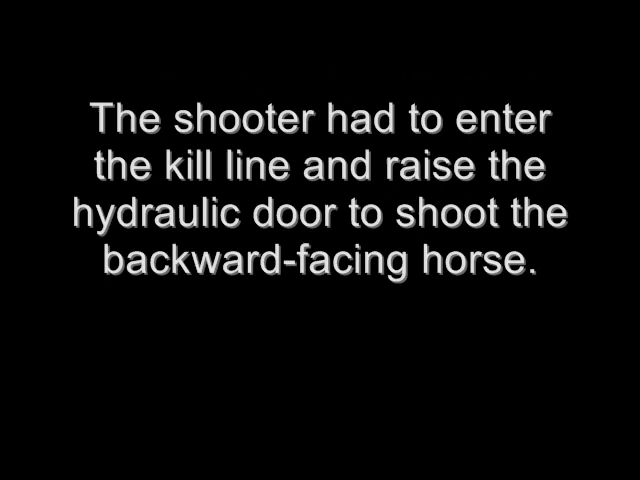 The shooter had to enter
the kill line and raise the
hydraulic door to shoot the
backward-facing horse.